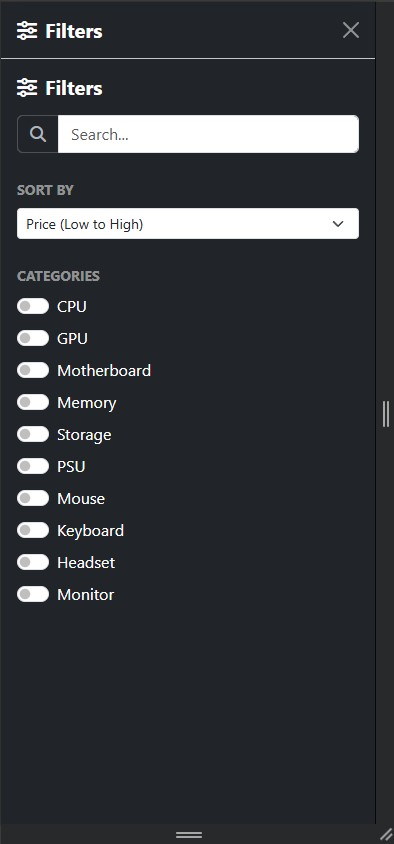 Filters
Filters
Search...
SORT BY
Price (Low to High)
CATEGORIES
CPU
GPU
Motherboard
Memory
Storage
PSU
Mouse
Keyboard
Headset
Monitor